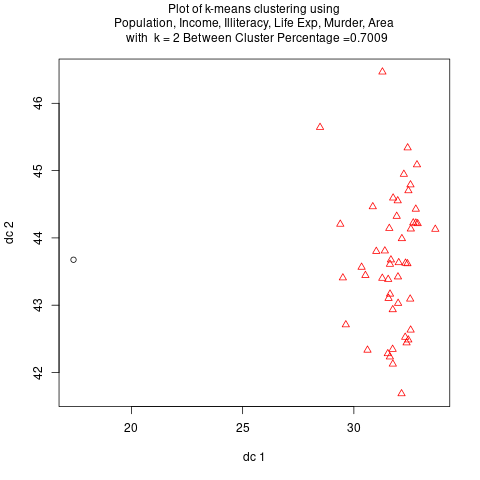 Plot of k-means clustering using
Population, Income, Illiteracy, Life Exp, Murder, Area
with k = 2 Between Cluster Percentage =0.7009
46
45
44
43
42
dc 2
20
25
30
dc 1